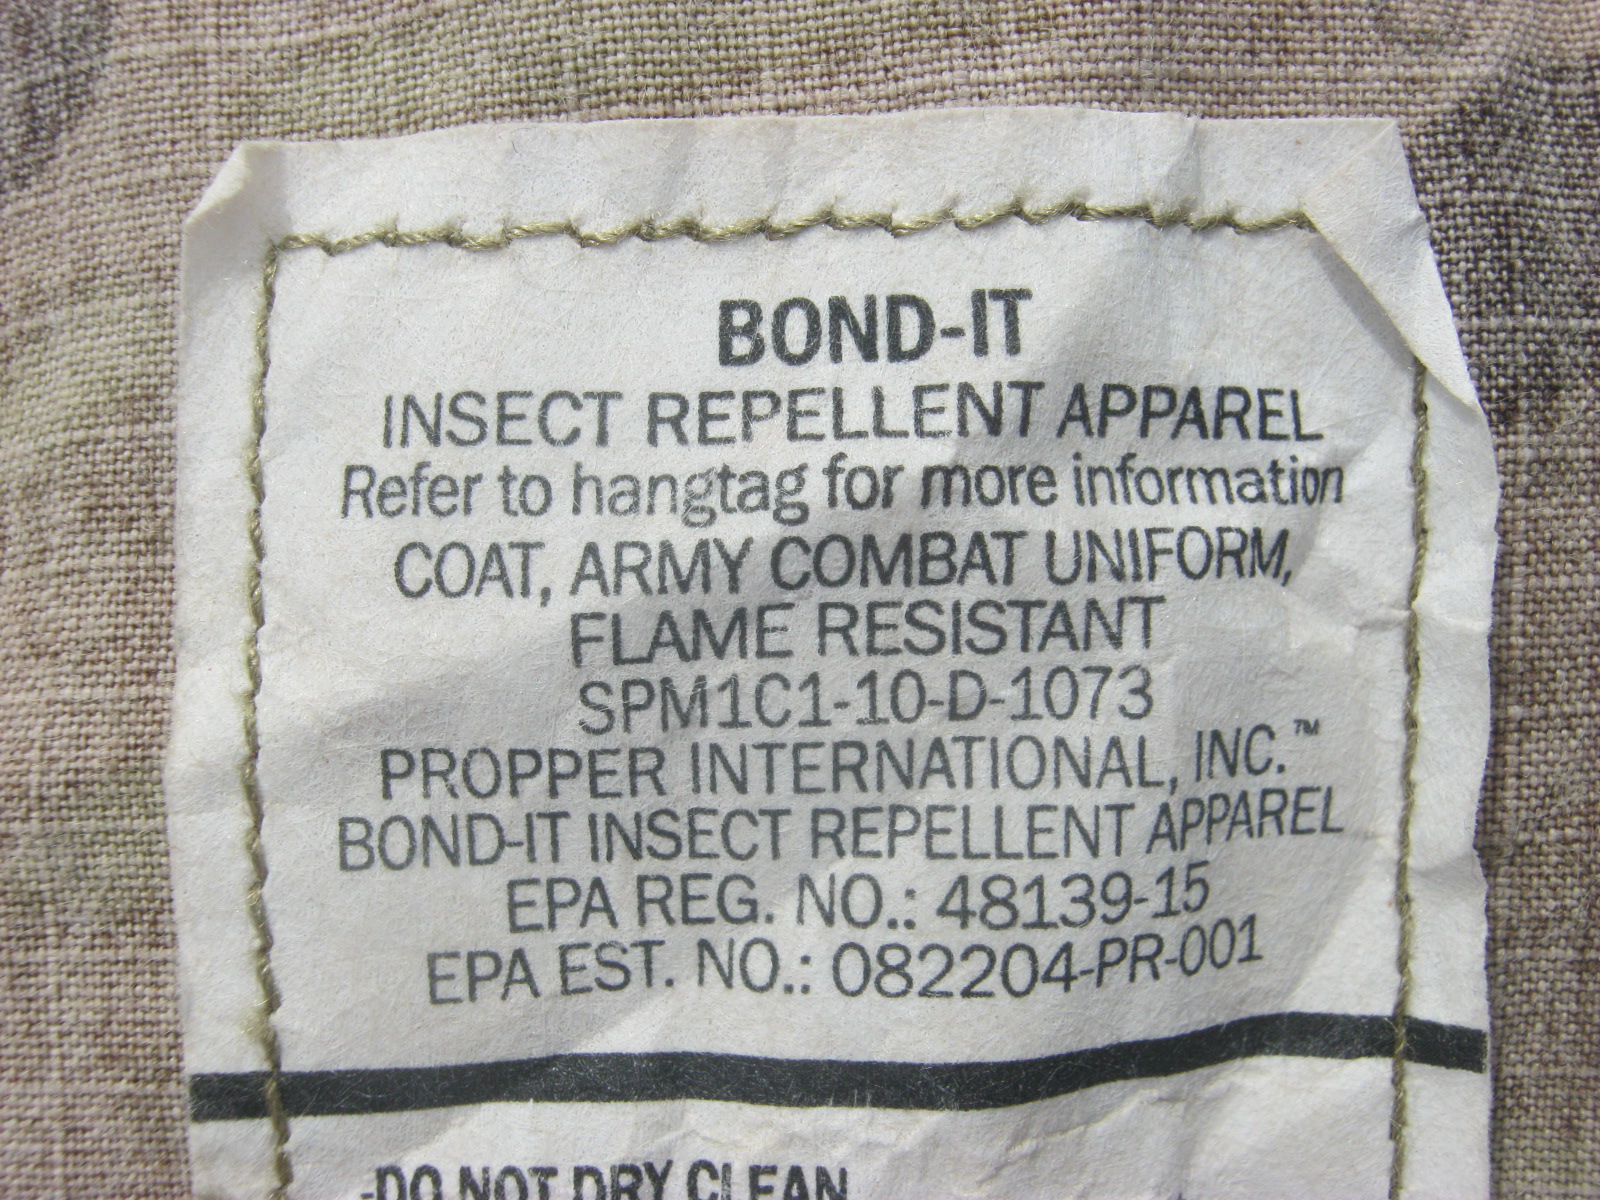 BOND-IT
INSECT REPELLENT APPAREL
Refer to hangtag for more information
COAT, ARMY COMBAT UNIFORM,
FLAME RESISTANT
SPM1C1-10-D-1073
PROPPER INTERNATIONAL, INC.™
BOND-IT INSECT REPELLENT APPAREL
EPA REG. NO.: 48139-15
EPA EST. NO.: 082204-PR-001
-DO NOT DRY CLEAN